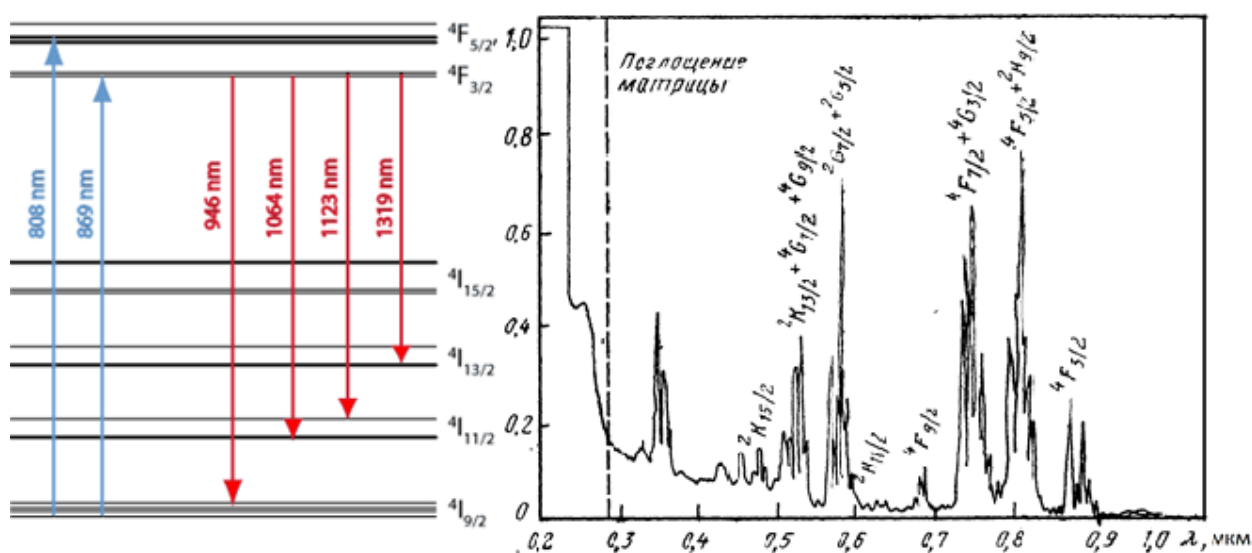 ⁴F₅/₂,
⁴F₃/₂
808 nm
869 nm
946 nm
1064 nm
1123 nm
1319 nm
⁴I₁₅/₂
⁴I₁₃/₂
⁴I₁₁/₂
⁴I₉/₂
Поглощение
матрицы
1,0
0,8
0,6
0,4
0,2
0
²K₁₅/₂
²K₁₃/₂ + ⁴G₇/₂ + ⁴G₉/₂
²G₇/₂ + ²G₅/₂
²H₁₁/₂
⁴F₉/₂
⁴F₇/₂ + ⁴G₃/₂
⁴F₅/₂ + ²H₉/₂
⁴F₃/₂
0,2 0,3 0,4 0,5 0,6 0,7 0,8 0,9 1,0 λ, мкм